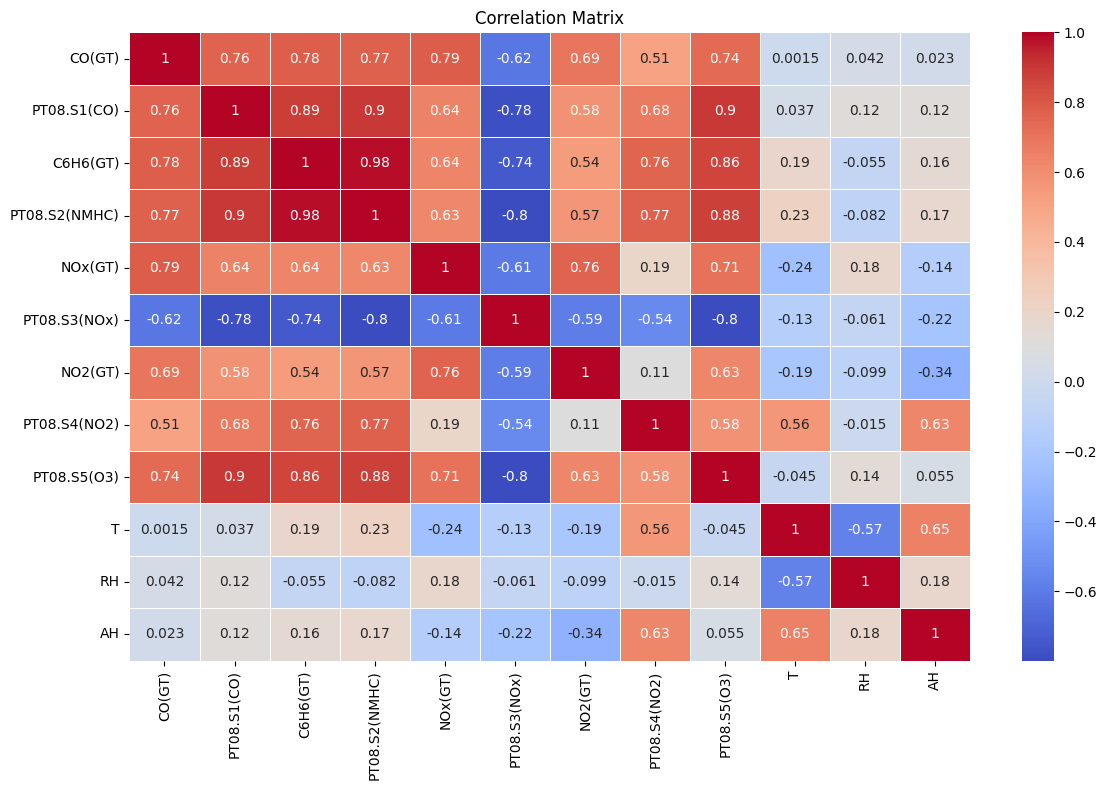 Correlation Matrix
CO(GT) 1 0.76 0.78 0.77 0.79 -0.62 0.69 0.51 0.74 0.0015 0.042 0.023
PT08.S1(CO) 0.76 1 0.89 0.9 0.64 -0.78 0.58 0.68 0.9 0.037 0.12 0.12
C6H6(GT) 0.78 0.89 1 0.98 0.64 -0.74 0.54 0.76 0.86 0.19 -0.055 0.16
PT08.S2(NMHC) 0.77 0.9 0.98 1 0.63 -0.8 0.57 0.77 0.88 0.23 -0.082 0.17
NOx(GT) 0.79 0.64 0.64 0.63 1 -0.61 0.76 0.19 0.71 -0.24 0.18 -0.14
PT08.S3(NOx) -0.62 -0.78 -0.74 -0.8 -0.61 1 -0.59 -0.54 -0.8 -0.13 -0.061 -0.22
NO2(GT) 0.69 0.58 0.54 0.57 0.76 -0.59 1 0.11 0.63 -0.19 -0.099 -0.34
PT08.S4(NO2) 0.51 0.68 0.76 0.77 0.19 -0.54 0.11 1 0.58 0.56 -0.015 0.63
PT08.S5(O3) 0.74 0.9 0.86 0.88 0.71 -0.8 0.63 0.58 1 -0.045 0.14 0.055
T 0.0015 0.037 0.19 0.23 -0.24 -0.13 -0.19 0.56 -0.045 1 -0.57 0.65
RH 0.042 0.12 -0.055 -0.082 0.18 -0.061 -0.099 -0.015 0.14 -0.57 1 0.18
AH 0.023 0.12 0.16 0.17 -0.14 -0.22 -0.34 0.63 0.055 0.65 0.18 1
CO(GT) PT08.S1(CO) C6H6(GT) PT08.S2(NMHC) NOx(GT) PT08.S3(NOx) NO2(GT) PT08.S4(NO2) PT08.S5(O3) T RH AH
1.0
0.8
0.6
0.4
0.2
0.0
−0.2
−0.4
−0.6